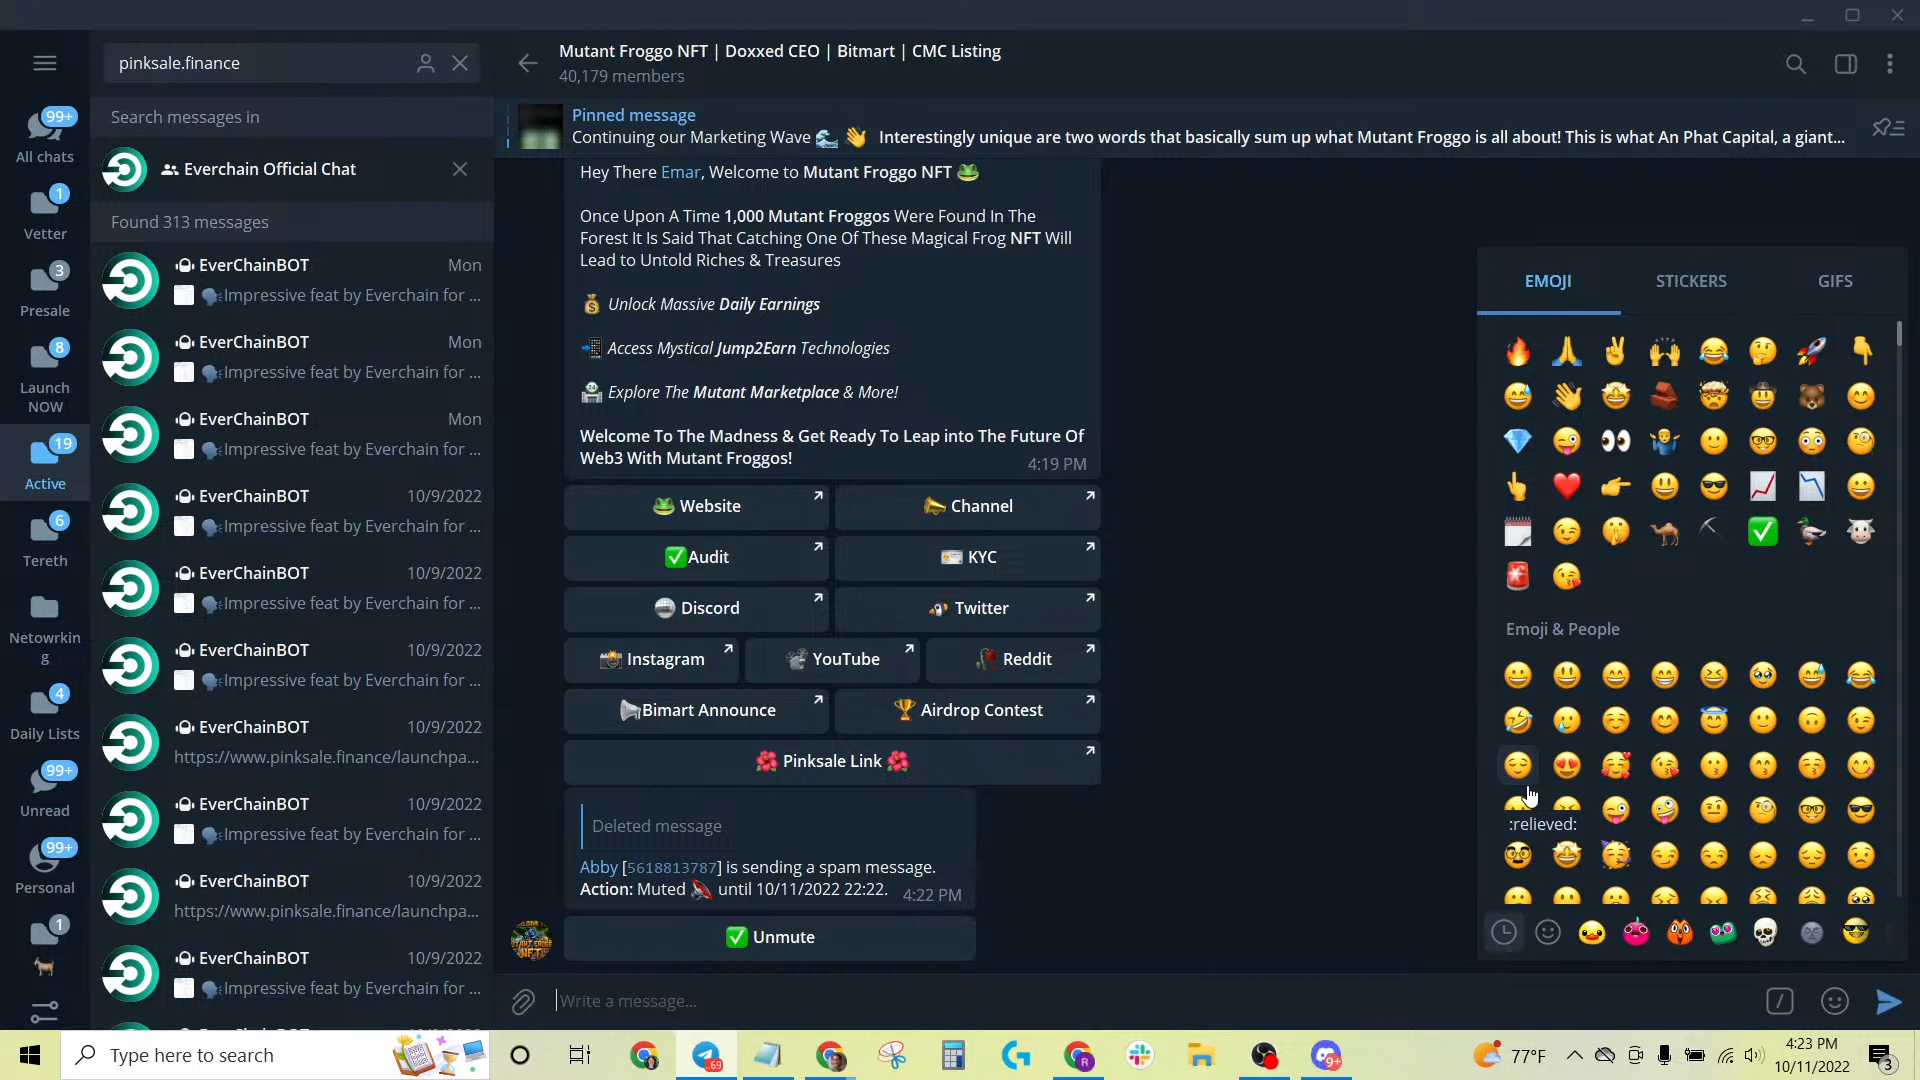 pinksale.finance
Search messages in
Everchain Official Chat
Found 313 messages
EverChainBOT Mon
Impressive feat by Everchain for ...
EverChainBOT Mon
Impressive feat by Everchain for ...
EverChainBOT Mon
Impressive feat by Everchain for ...
EverChainBOT 10/9/2022
Impressive feat by Everchain for ...
EverChainBOT 10/9/2022
Impressive feat by Everchain for ...
EverChainBOT 10/9/2022
Impressive feat by Everchain for ...
EverChainBOT 10/9/2022
https://www.pinksale.finance/launchpa...
EverChainBOT 10/9/2022
Impressive feat by Everchain for ...
EverChainBOT 10/9/2022
https://www.pinksale.finance/launchpa...
EverChainBOT 10/9/2022
Impressive feat by Everchain for ...
99+
All chats
1
Vetter
3
Presale
8
Launch
NOW
19
Active
6
Tereth
Netowrkin
g
4
Daily Lists
99+
Unread
99+
Personal
1
Mutant Froggo NFT | Doxxed CEO | Bitmart | CMC Listing
40,179 members
Pinned message
Continuing our Marketing Wave 🌊 👋 Interestingly unique are two words that basically sum up what Mutant Froggo is all about! This is what An Phat Capital, a giant...
Hey There Emar, Welcome to Mutant Froggo NFT 🐸
Once Upon A Time 1,000 Mutant Froggos Were Found In The
Forest It Is Said That Catching One Of These Magical Frog NFT Will
Lead to Untold Riches & Treasures
💰 Unlock Massive Daily Earnings
📲 Access Mystical Jump2Earn Technologies
🏪 Explore The Mutant Marketplace & More!
Welcome To The Madness & Get Ready To Leap into The Future Of
Web3 With Mutant Froggos!
4:19 PM
🐸 Website
📣 Channel
✅Audit
🪪 KYC
Discord
Twitter
📸 Instagram
📽 YouTube
🥀 Reddit
📢Bimart Announce
🏆 Airdrop Contest
🌺 Pinksale Link 🌺
Deleted message
Abby [5618813787] is sending a spam message.
Action: Muted 🔇 until 10/11/2022 22:22. 4:22 PM
✅ Unmute
Write a message...
EMOJI STICKERS GIFS
Emoji & People
:relieved:
Type here to search
77°F
4:23 PM
10/11/2022